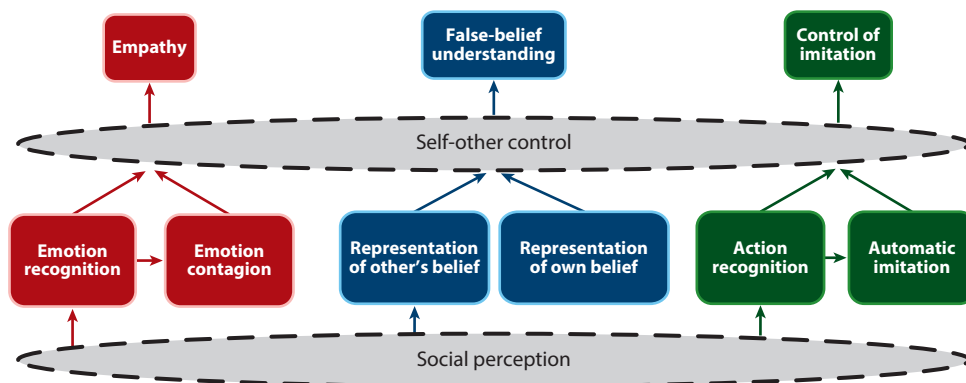 Empathy
False-belief
understanding
Control of
imitation
Self-other control
Emotion
recognition
Emotion
contagion
Representation
of other's belief
Representation
of own belief
Action
recognition
Automatic
imitation
Social perception